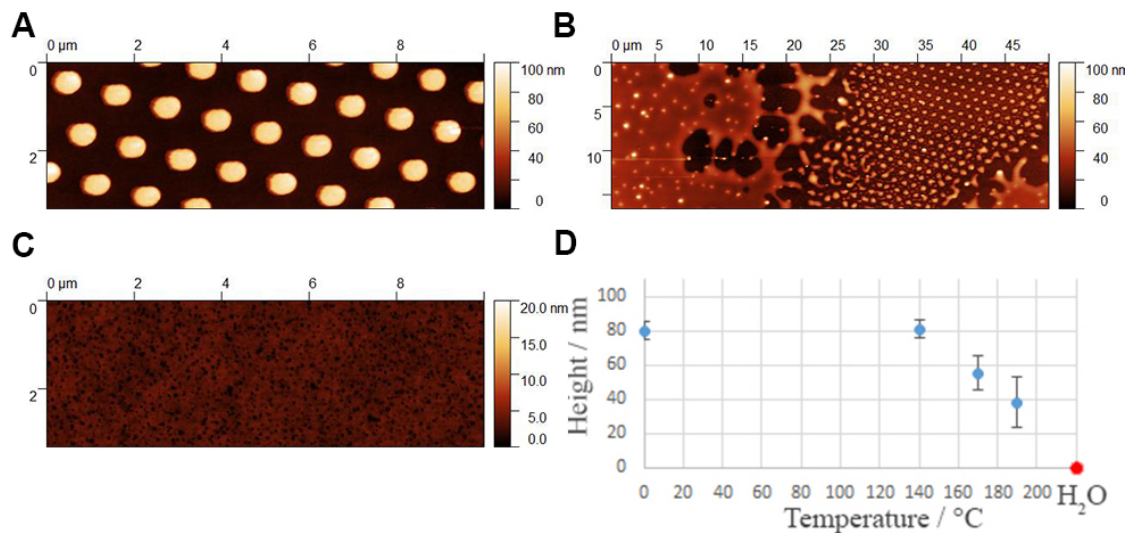 A
0 µm 2 4 6 8
0
2
100 nm
80
60
40
0
B
0 µm 5 10 15 20 25 30 35 40 45
0
5
10
100 nm
80
60
40
0
C
0 µm 2 4 6 8
0
2
20.0 nm
15.0
10.0
5.0
0.0
D
Height / nm
100
80
60
40
20
0
0 20 40 60 80 100 120 140 160 180 200 H₂O
Temperature / °C